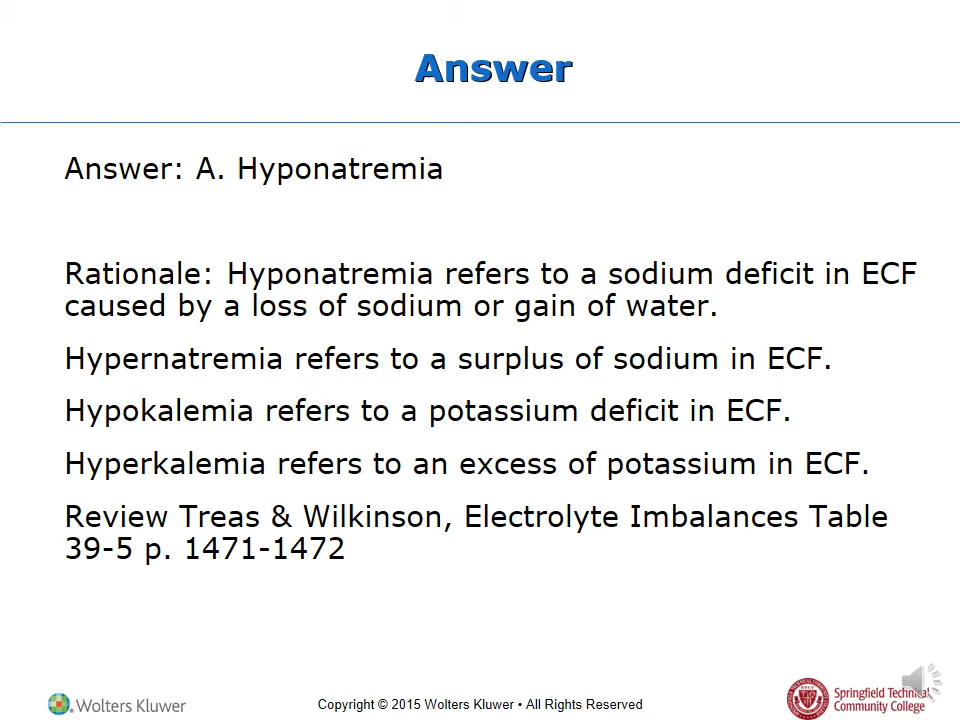 Answer
Answer: A. Hyponatremia
Rationale: Hyponatremia refers to a sodium deficit in ECF
caused by a loss of sodium or gain of water.
Hypernatremia refers to a surplus of sodium in ECF.
Hypokalemia refers to a potassium deficit in ECF.
Hyperkalemia refers to an excess of potassium in ECF.
Review Treas & Wilkinson, Electrolyte Imbalances Table
39-5 p. 1471-1472
Wolters Kluwer
Copyright © 2015 Wolters Kluwer • All Rights Reserved
Springfield Technical
Community College